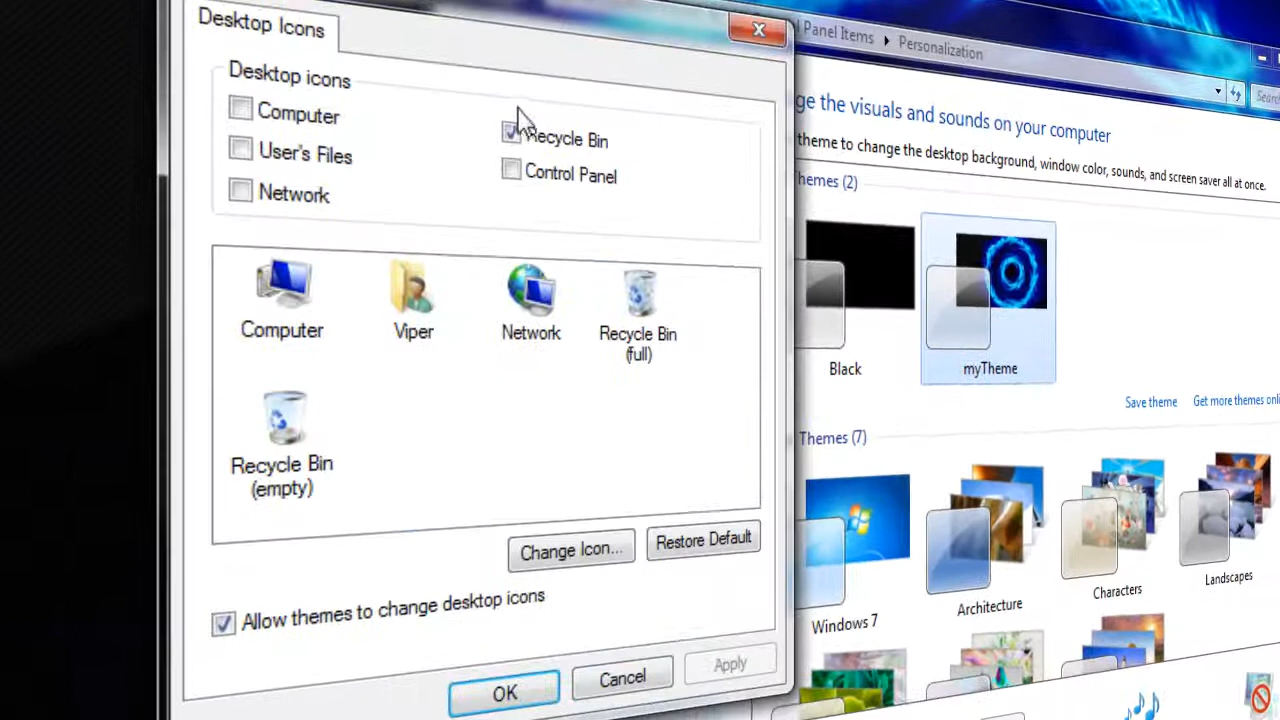 Desktop Icons
Desktop icons
Computer
Recycle Bin
User's Files
Control Panel
Network
Computer
Viper
Network
Recycle Bin
(full)
Recycle Bin
(empty)
Change Icon...
Restore Default
Allow themes to change desktop icons
OK
Cancel
Apply
Panel Items
Personalization
ge the visuals and sounds on your computer
theme to change the desktop background, window color, sounds, and screen saver all at once.
hemes (2)
Black
myTheme
Save theme
Get more themes onli
Themes (7)
Windows 7
Architecture
Characters
Landscapes